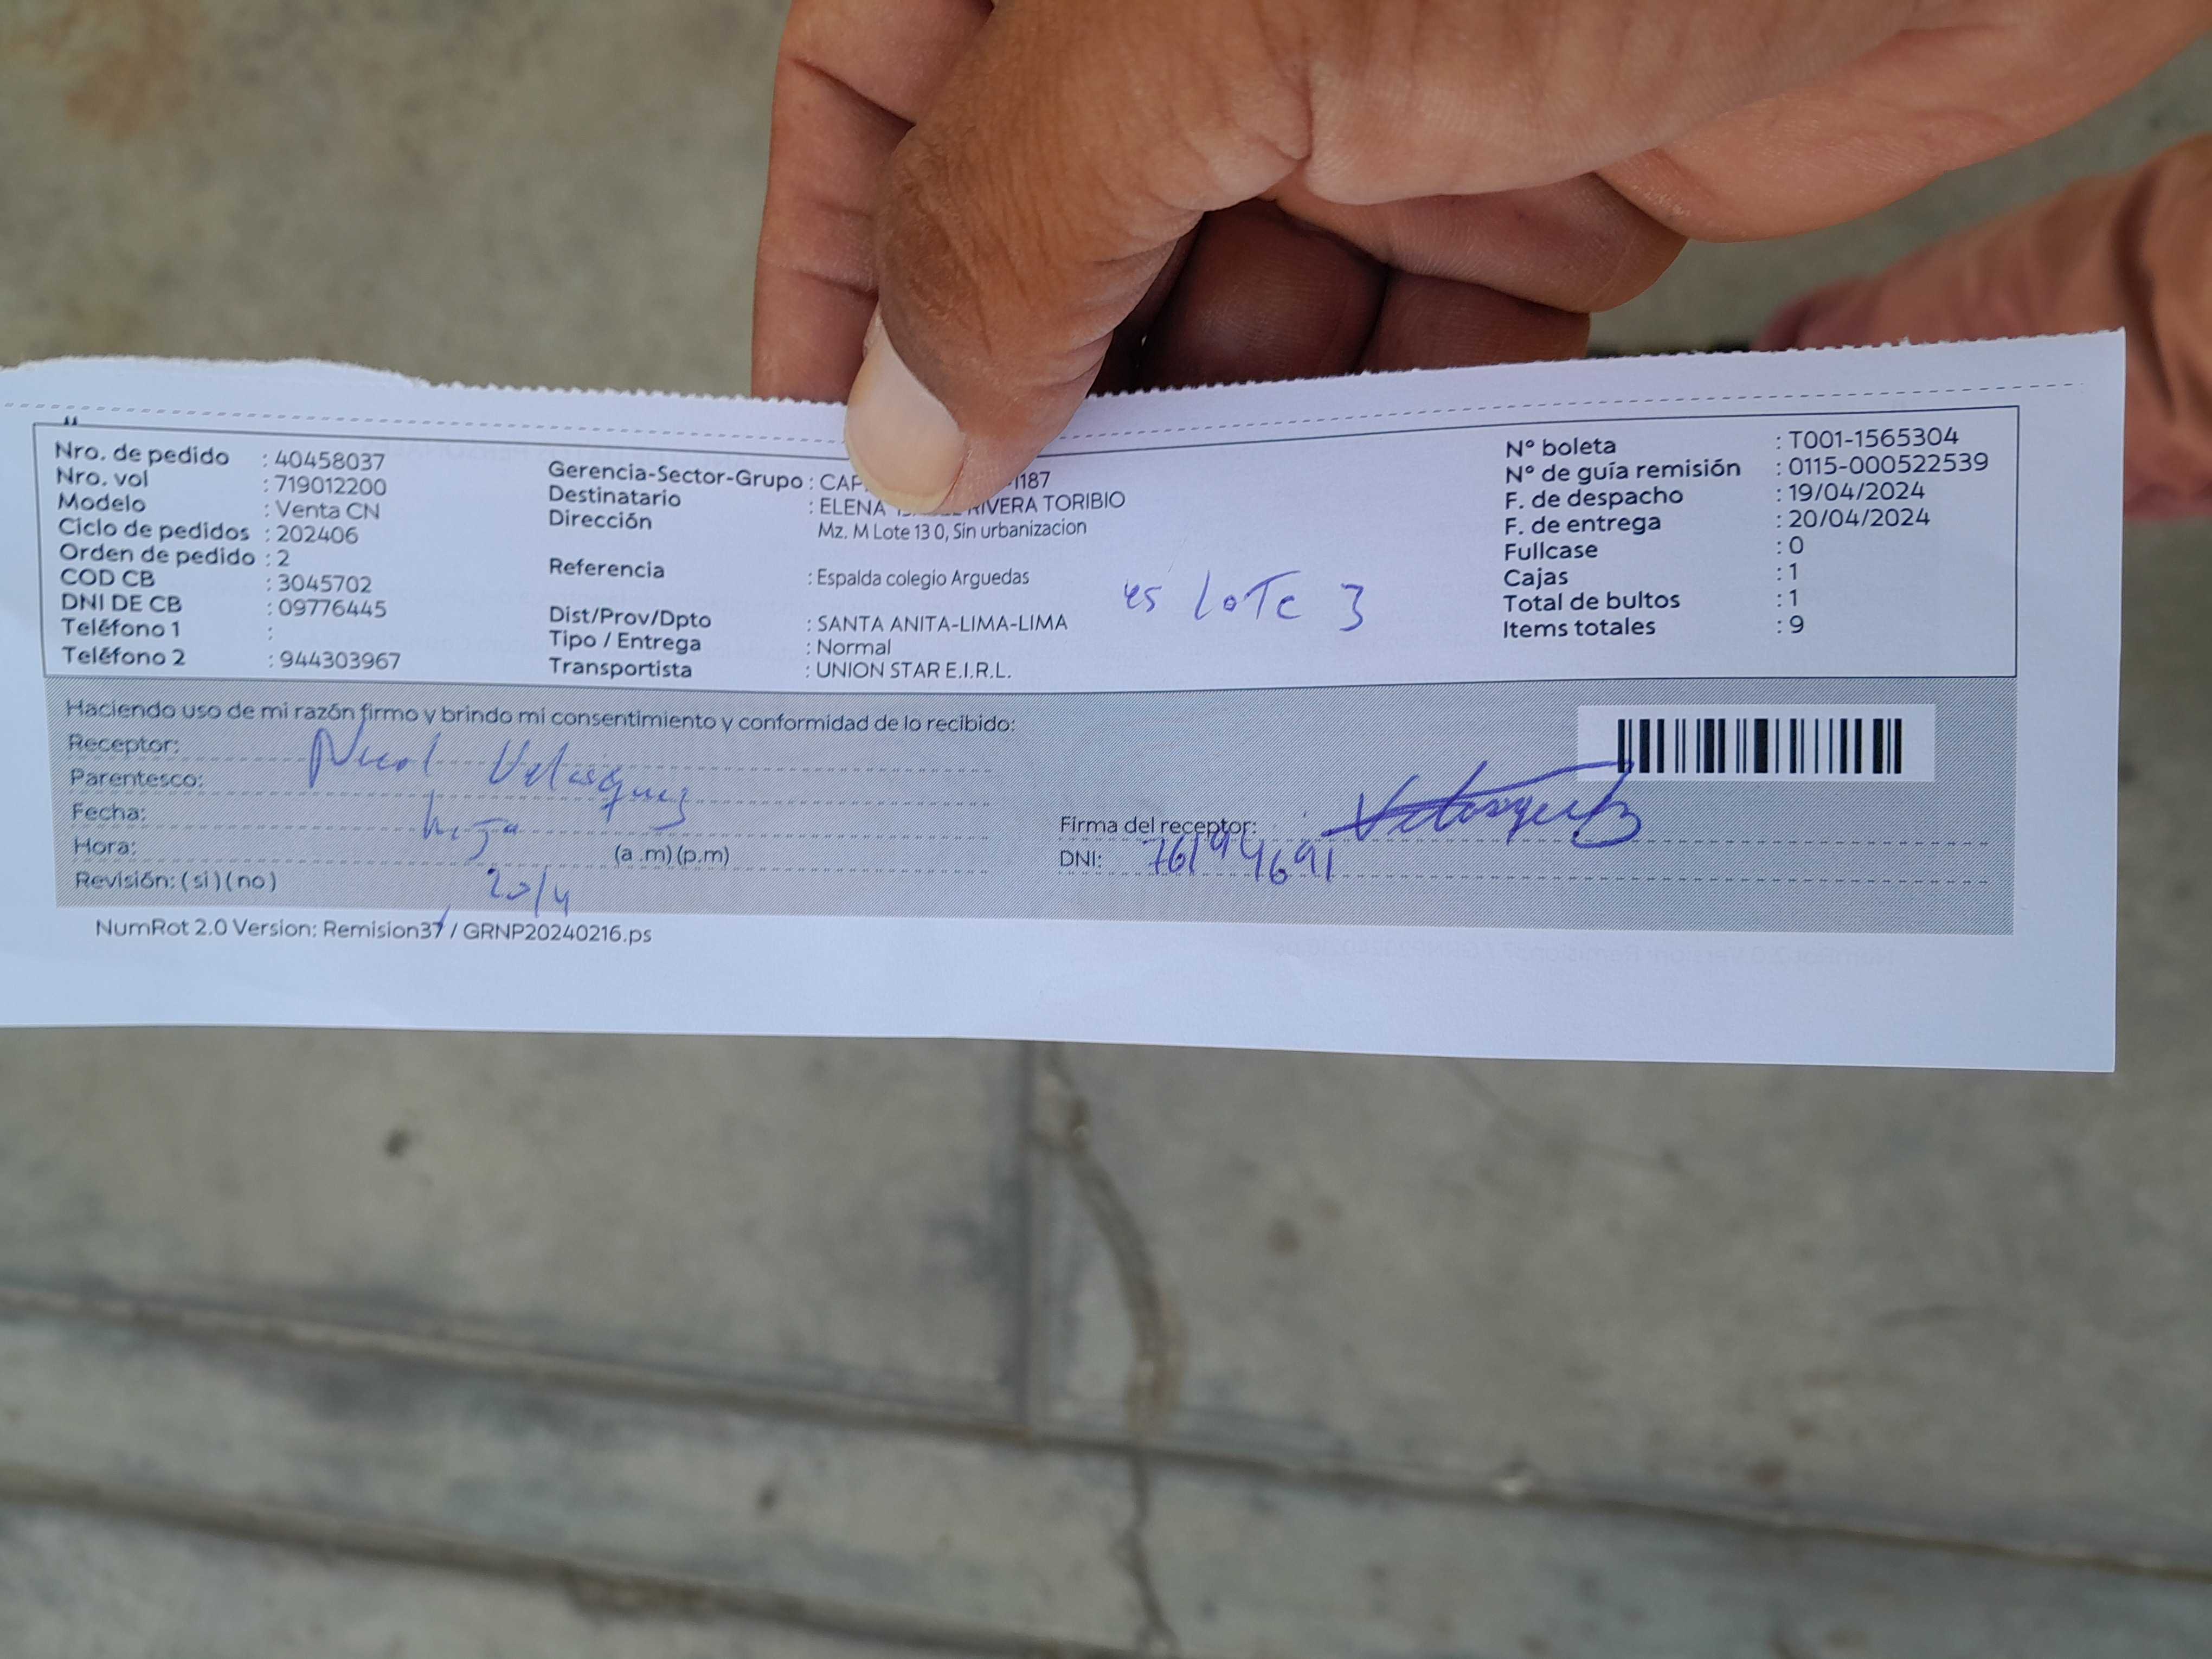 Nro. de pedido : 40458037
Nro. vol : 719012200
Modelo : Venta CN
Ciclo de pedidos : 202406
Orden de pedido : 2
COD CB : 3045702
DNI DE CB : 09776445
Teléfono 1 :
Teléfono 2 : 944303967
Gerencia-Sector-Grupo : CAP 1187
Destinatario : ELENA RIVERA TORIBIO
Dirección Mz. M Lote 13 0, Sin urbanizacion
Referencia : Espalda colegio Arguedas
Dist/Prov/Dpto : SANTA ANITA-LIMA-LIMA
Tipo / Entrega : Normal
Transportista : UNION STAR E.I.R.L.
es LoTe 3
N° boleta : T001-1565304
N° de guía remisión : 0115-000522539
F. de despacho : 19/04/2024
F. de entrega : 20/04/2024
Fullcase : 0
Cajas : 1
Total de bultos : 1
Items totales : 9
Haciendo uso de mi razón firmo y brindo mi consentimiento y conformidad de lo recibido:
Receptor: Nicol Velasquez
Parentesco:
Fecha: hija
Hora: (a .m) (p.m)
Revisión: ( si ) ( no ) 20/4
Firma del receptor: Velasquez
DNI: 76194691
NumRot 2.0 Version: Remision37 / GRNP20240216.ps